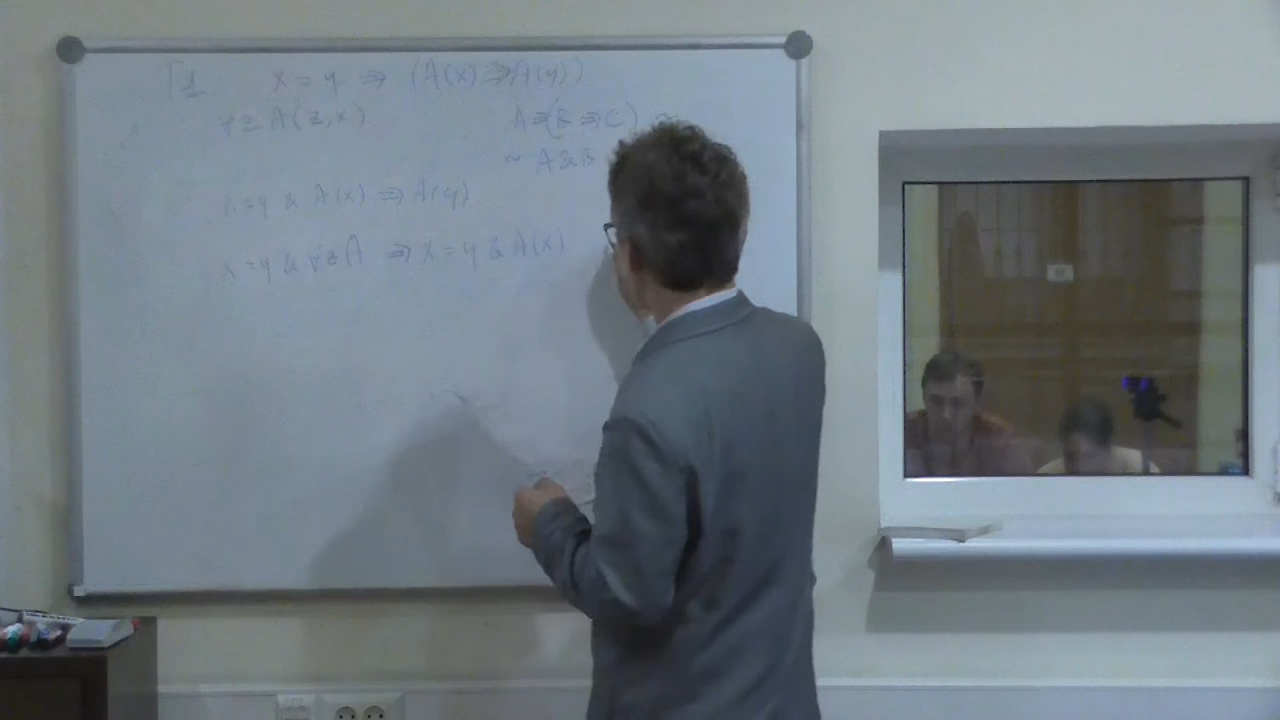 Г1 x = y ⇒ (A(x) ⇒ A(y))
∀z A(z,x) A ⇒ (B ⇒ C) ~
~ A & B
x = y & A(x) ⇒ A(y)
x = y & ∀z A ⇒ x = y & A(x)